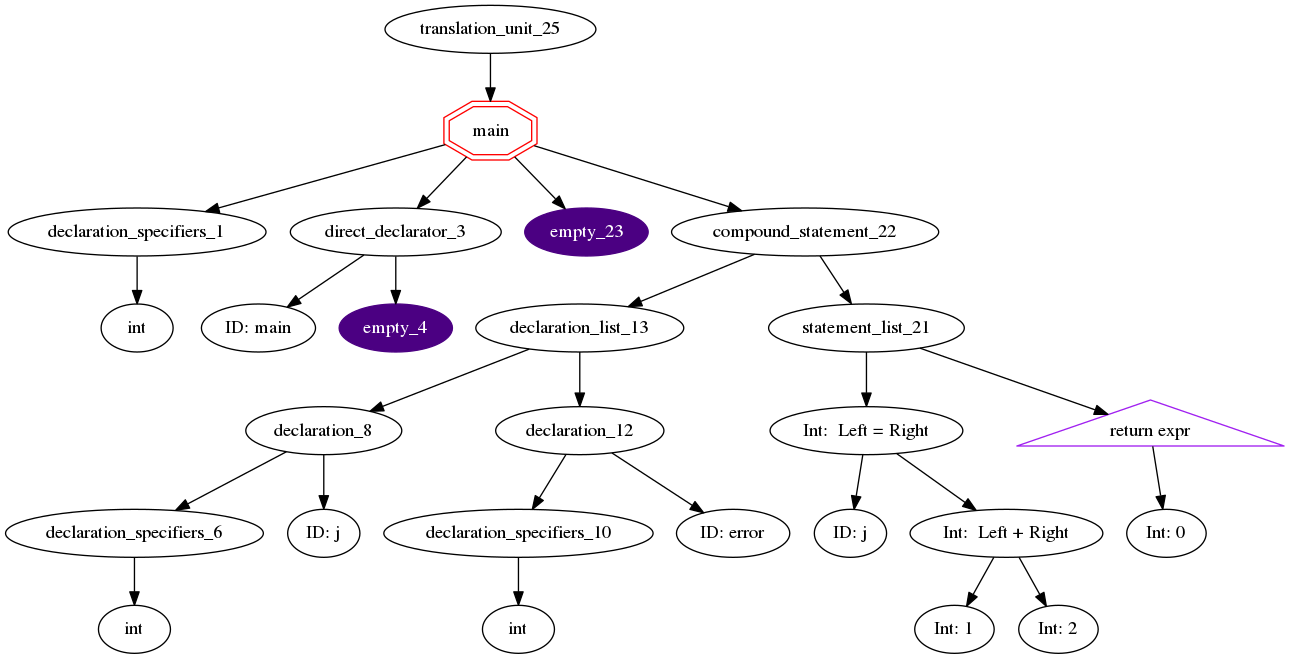 translation_unit_25
main
declaration_specifiers_1
direct_declarator_3
empty_23
compound_statement_22
int
ID: main
empty_4
declaration_list_13
statement_list_21
declaration_8
declaration_12
Int:  Left = Right
return expr
declaration_specifiers_6
ID: j
declaration_specifiers_10
ID: error
ID: j
Int:  Left + Right
Int: 0
int
int
Int: 1
Int: 2